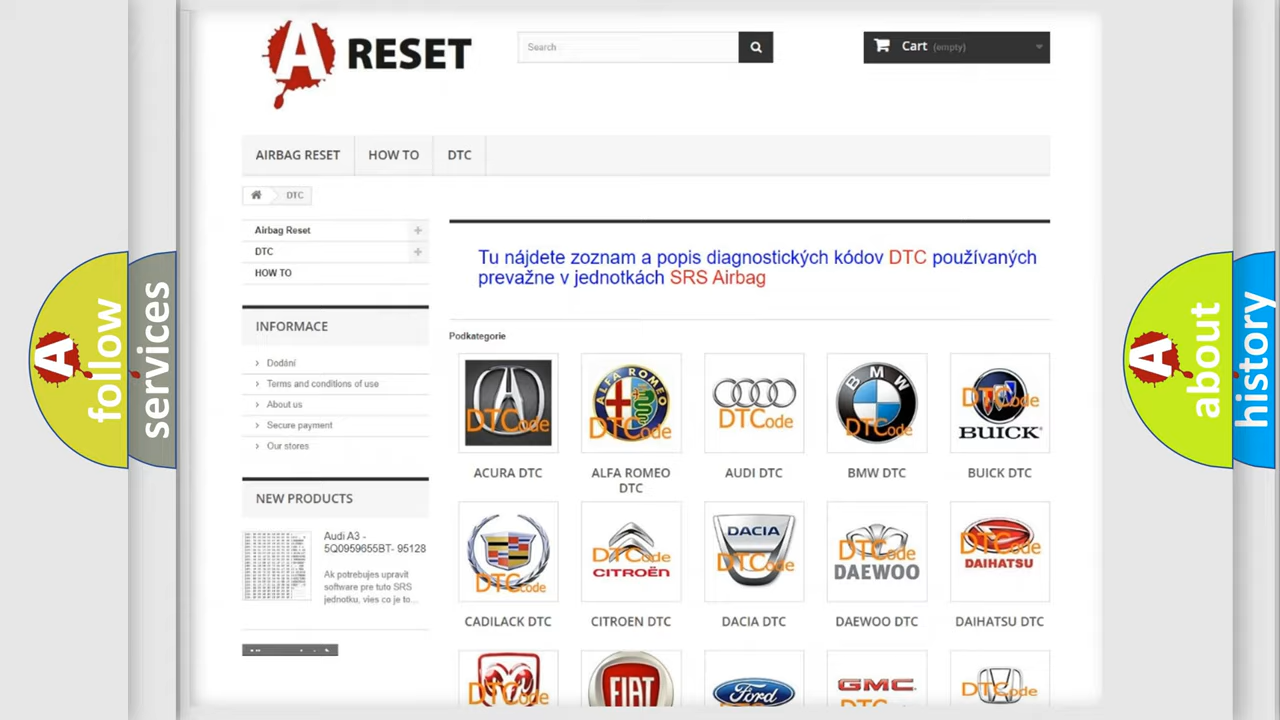 A RESET
Search
Cart (empty)
AIRBAG RESET
HOW TO
DTC
DTC
Airbag Reset
DTC
HOW TO
INFORMACE
Dodání
Terms and conditions of use
About us
Secure payment
Our stores
NEW PRODUCTS
Audi A3 -
5Q0959655BT- 95128
Ak potrebujes upravit
software pre tuto SRS
jednotku, vies co je to...
Tu nájdete zoznam a popis diagnostických kódov DTC používaných
prevažne v jednotkách SRS Airbag
Podkategorie
DTCode
ALFA ROMEO
DTCode
DTCode
BMW
DTCode
DTCode
BUICK
ACURA DTC
ALFA ROMEO
DTC
AUDI DTC
BMW DTC
BUICK DTC
DTCode
DTCode
CITROËN
DACIA
DTCode
DTCode
DAEWOO
DTCode
DAIHATSU
CADILACK DTC
CITROEN DTC
DACIA DTC
DAEWOO DTC
DAIHATSU DTC
DTCode
FIAT
Ford
GMC
DTCode
A follow
services
A about
history